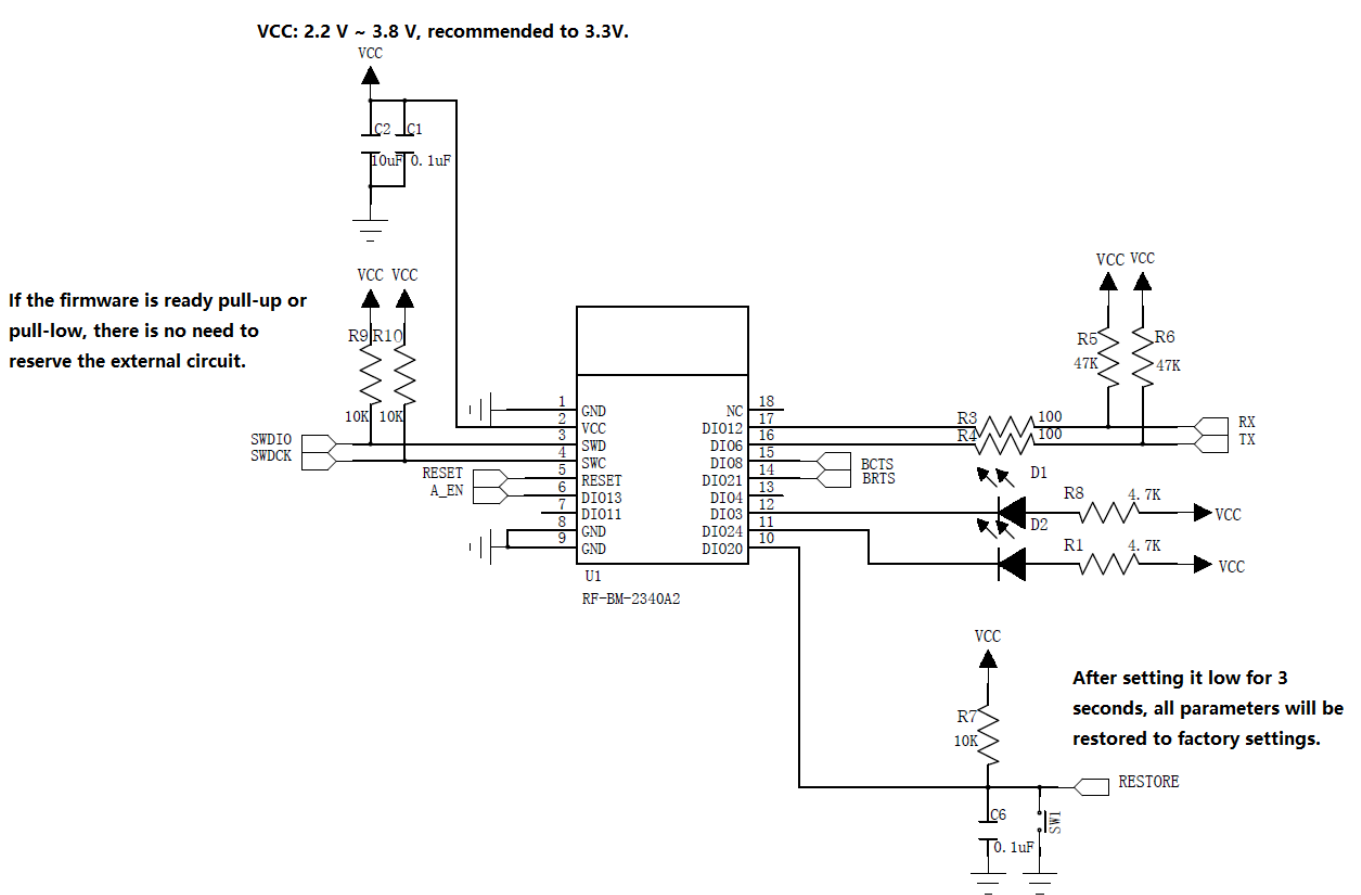 VCC: 2.2 V ~ 3.8 V, recommended to 3.3V.
VCC
C2 C1
10uF 0.1uF
VCC VCC
If the firmware is ready pull-up or
pull-low, there is no need to
reserve the external circuit.
R9 R10
10K 10K
SWDIO
SWDCK
RESET
A_EN
1 GND
2 VCC
3 SWD
4 SWC
5 RESET
6 DIO13
7 DIO11
8 GND
9 GND
NC 18
DIO12 17
DIO6 16
DIO8 15
DIO21 14
DIO4 13
DIO3 12
DIO24 11
DIO20 10
U1
RF-BM-2340A2
VCC VCC
R5 R6
47K 47K
R3 100
R4 100
RX
TX
BCTS
BRTS
D1
R8 4.7K
VCC
D2
R1 4.7K
VCC
VCC
R7
10K
After setting it low for 3
seconds, all parameters will be
restored to factory settings.
RESTORE
C6
0.1uF
SW1